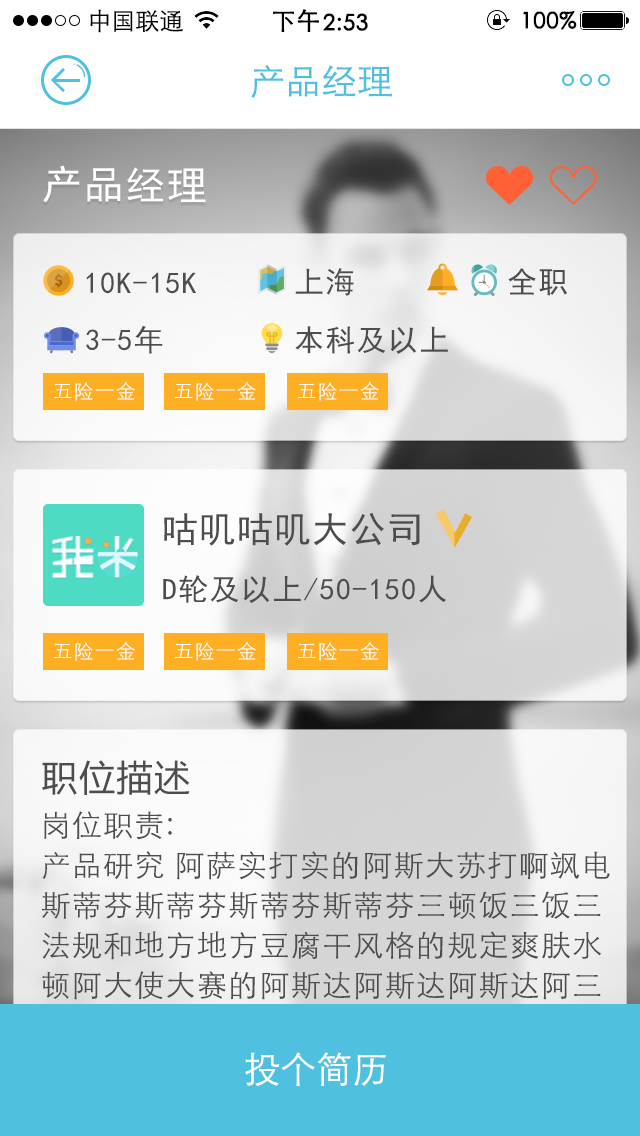 中国联通 下午2:53 100%
产品经理
产品经理
10K-15K 上海 全职
3-5年 本科及以上
五险一金 五险一金 五险一金
我米
咕叽咕叽大公司
D轮及以上/50-150人
五险一金 五险一金 五险一金
职位描述
岗位职责:
产品研究 阿萨实打实的阿斯大苏打啊飒电
斯蒂芬斯蒂芬斯蒂芬斯蒂芬三顿饭三饭三
法规和地方地方豆腐干风格的规定爽肤水
顿阿大使大赛的阿斯达阿斯达阿斯达阿三
投个简历